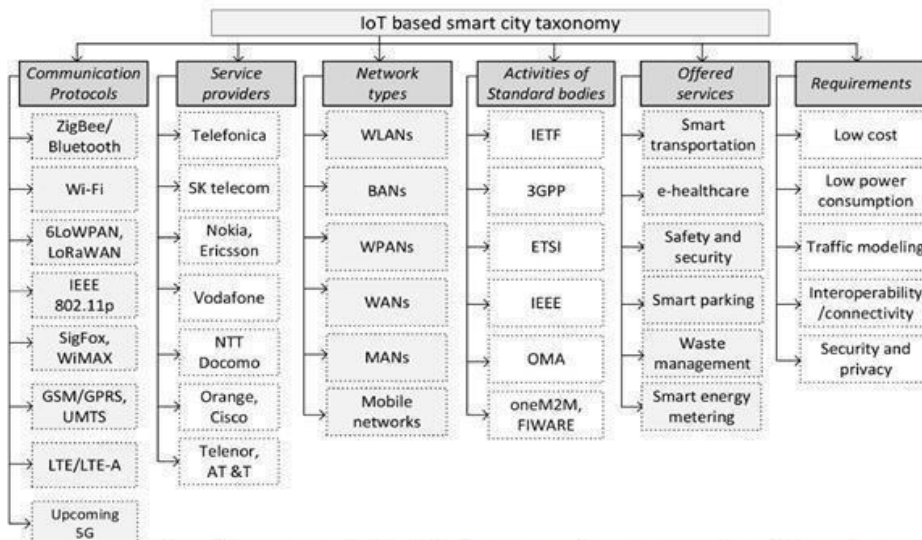 IoT based smart city taxonomy
Communication
Protocols
ZigBee/
Bluetooth
Wi-Fi
6LoWPAN,
LoRaWAN
IEEE
802.11p
SigFox,
WiMAX
GSM/GPRS,
UMTS
LTE/LTE-A
Upcoming
5G
Service
providers
Telefonica
SK telecom
Nokia,
Ericsson
Vodafone
NTT
Docomo
Orange,
Cisco
Telenor,
AT &T
Network
types
WLANs
BANs
WPANs
WANs
MANs
Mobile
networks
Activities of
Standard bodies
IETF
3GPP
ETSI
IEEE
OMA
oneM2M,
FIWARE
Offered
services
Smart
transportation
e-healthcare
Safety and
security
Smart parking
Waste
management
Smart energy
metering
Requirements
Low cost
Low power
consumption
Traffic modeling
Interoperability
/connectivity
Security and
privacy